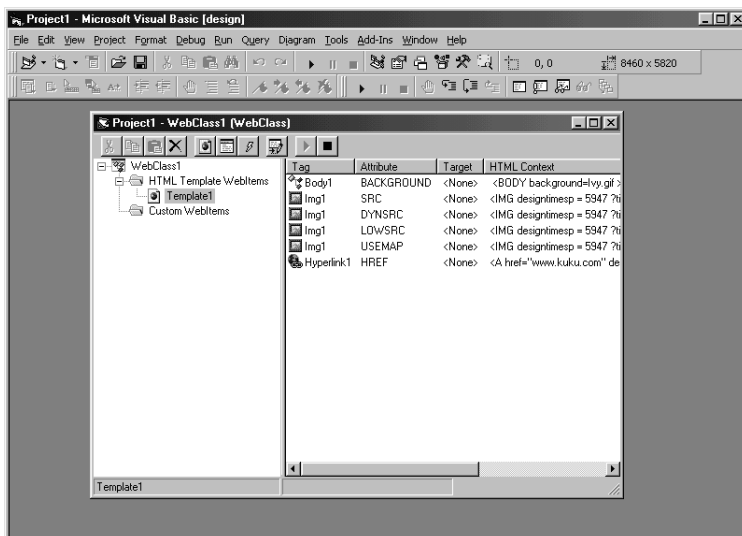 Project1 - Microsoft Visual Basic [design]
File Edit View Project Format Debug Run Query Diagram Tools Add-Ins Window Help
0, 0 8460 x 5820
Project1 - WebClass1 (WebClass)
WebClass1
HTML Template WebItems
Template1
Custom WebItems
Tag Attribute Target HTML Context
Body1 BACKGROUND <None> <BODY background=Ivy.gif >
Img1 SRC <None> <IMG designtimesp = 5947 ?ti
Img1 DYNSRC <None> <IMG designtimesp = 5947 ?ti
Img1 LOWSRC <None> <IMG designtimesp = 5947 ?ti
Img1 USEMAP <None> <IMG designtimesp = 5947 ?ti
Hyperlink1 HREF <None> <A href="www.kuku.com" de
Template1